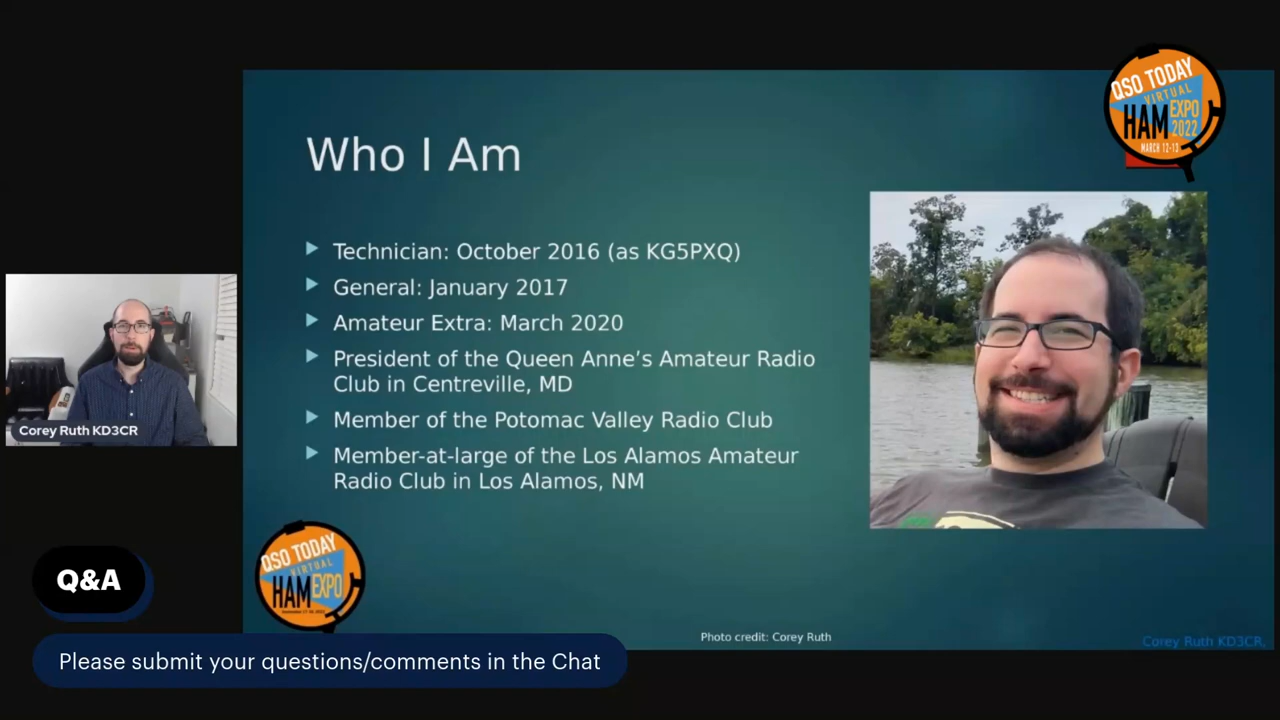 QSO TODAY
VIRTUAL
HAM EXPO
2022
MARCH 12-13
Who I Am
Technician: October 2016 (as KG5PXQ)
General: January 2017
Amateur Extra: March 2020
President of the Queen Anne’s Amateur Radio
Club in Centreville, MD
Member of the Potomac Valley Radio Club
Member-at-large of the Los Alamos Amateur
Radio Club in Los Alamos, NM
Corey Ruth KD3CR
QSO TODAY
VIRTUAL
HAM EXPO
Q&A
Please submit your questions/comments in the Chat
Photo credit: Corey Ruth
Corey Ruth KD3CR,